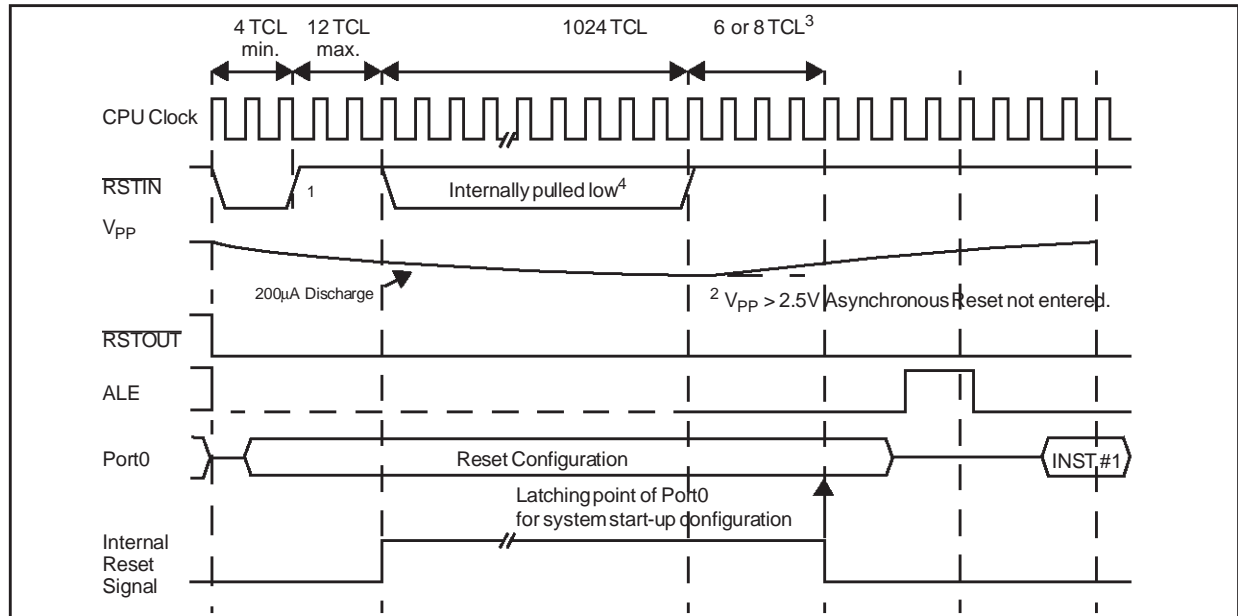 4 TCL 12 TCL 1024 TCL 6 or 8 TCL3
min. max.
CPU Clock
RSTIN 1 Internally pulled low4
VPP
200µA Discharge
2 VPP > 2.5V Asynchronous Reset not entered.
RSTOUT
ALE
Port0 Reset Configuration INST.#1
Latching point of Port0
for system start-up configuration
Internal
Reset
Signal